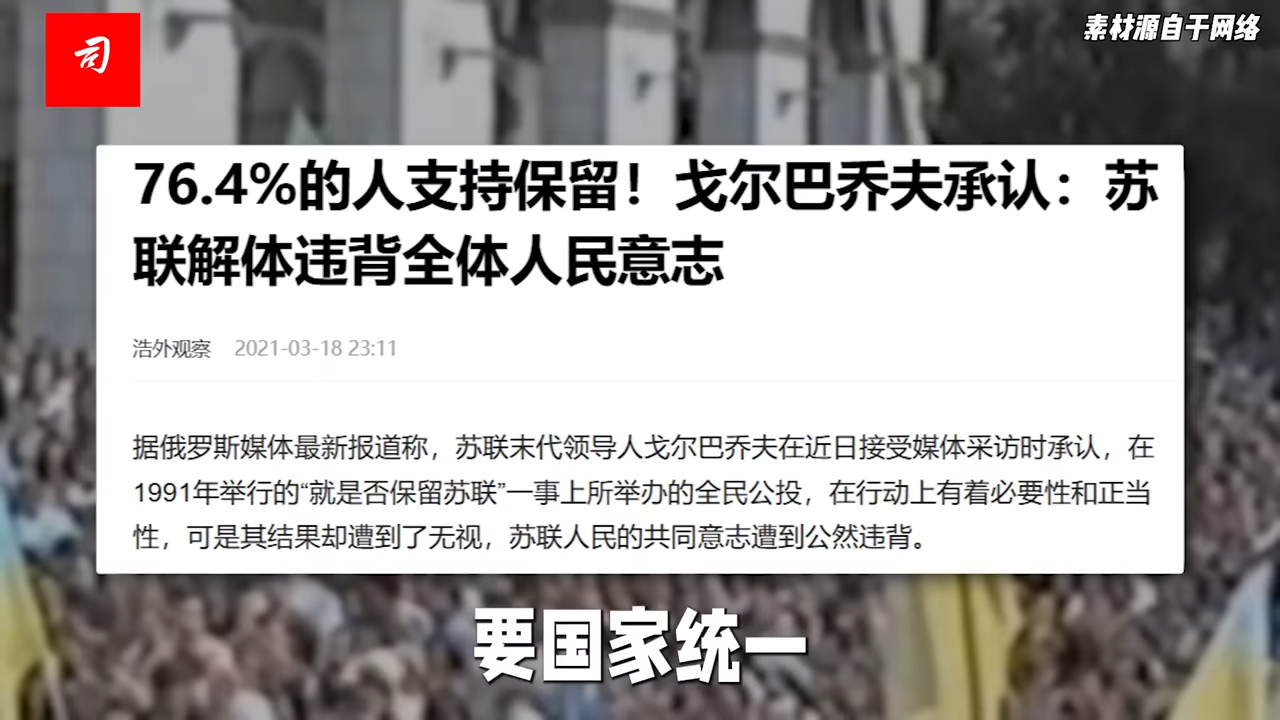 司
素材源自于网络
76.4%的人支持保留！戈尔巴乔夫承认：苏
联解体违背全体人民意志
浩外观察 2021-03-18 23:11
据俄罗斯媒体最新报道称，苏联末代领导人戈尔巴乔夫在近日接受媒体采访时承认，在
1991年举行的“就是否保留苏联”一事上所举办的全民公投，在行动上有着必要性和正当
性，可是其结果却遭到了无视，苏联人民的共同意志遭到公然违背。
要国家统一